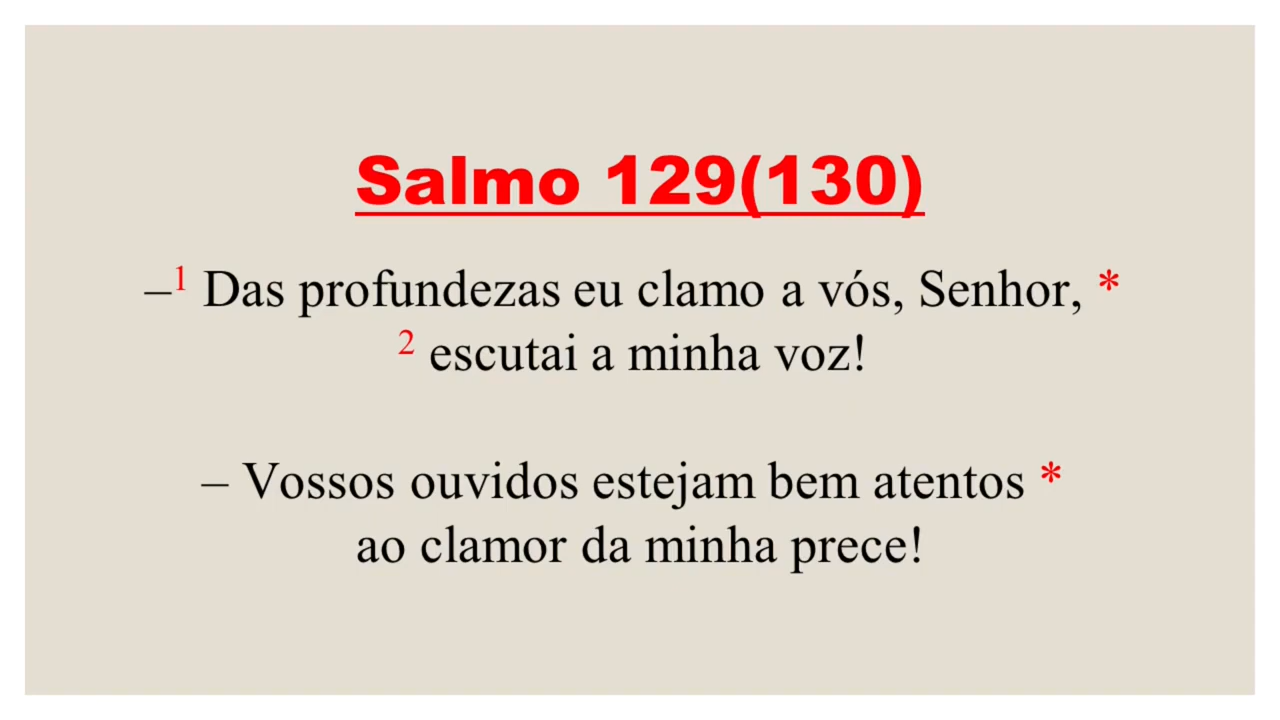 Salmo 129(130)
–¹ Das profundezas eu clamo a vós, Senhor, *
² escutai a minha voz!
– Vossos ouvidos estejam bem atentos *
ao clamor da minha prece!